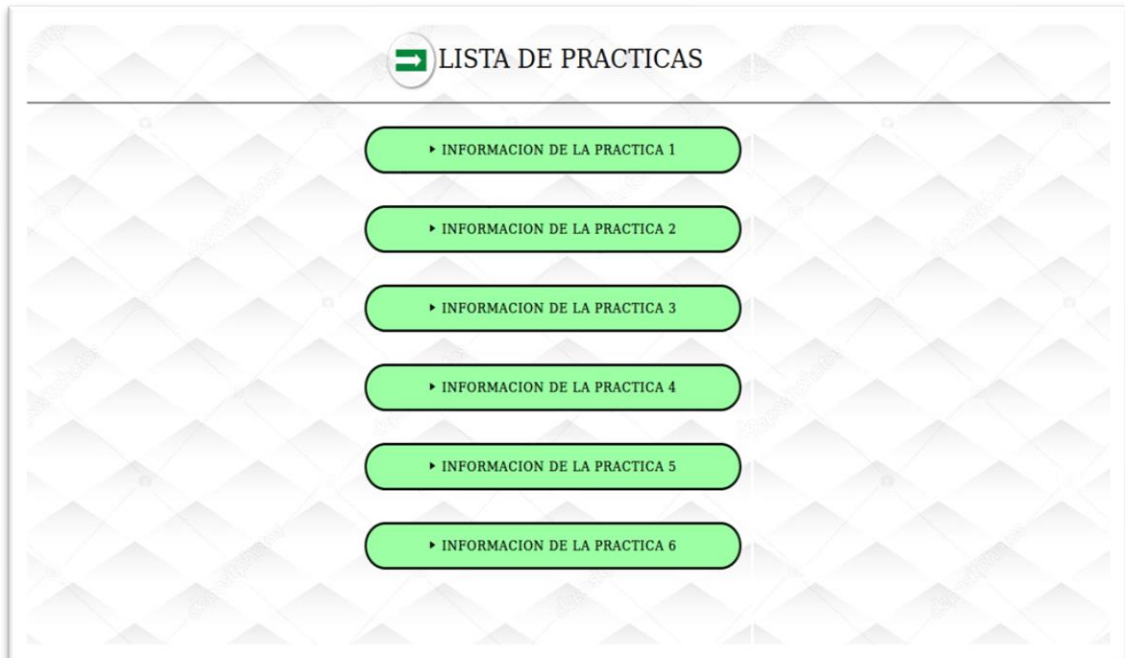 LISTA DE PRACTICAS
INFORMACION DE LA PRACTICA 1
INFORMACION DE LA PRACTICA 2
INFORMACION DE LA PRACTICA 3
INFORMACION DE LA PRACTICA 4
INFORMACION DE LA PRACTICA 5
INFORMACION DE LA PRACTICA 6